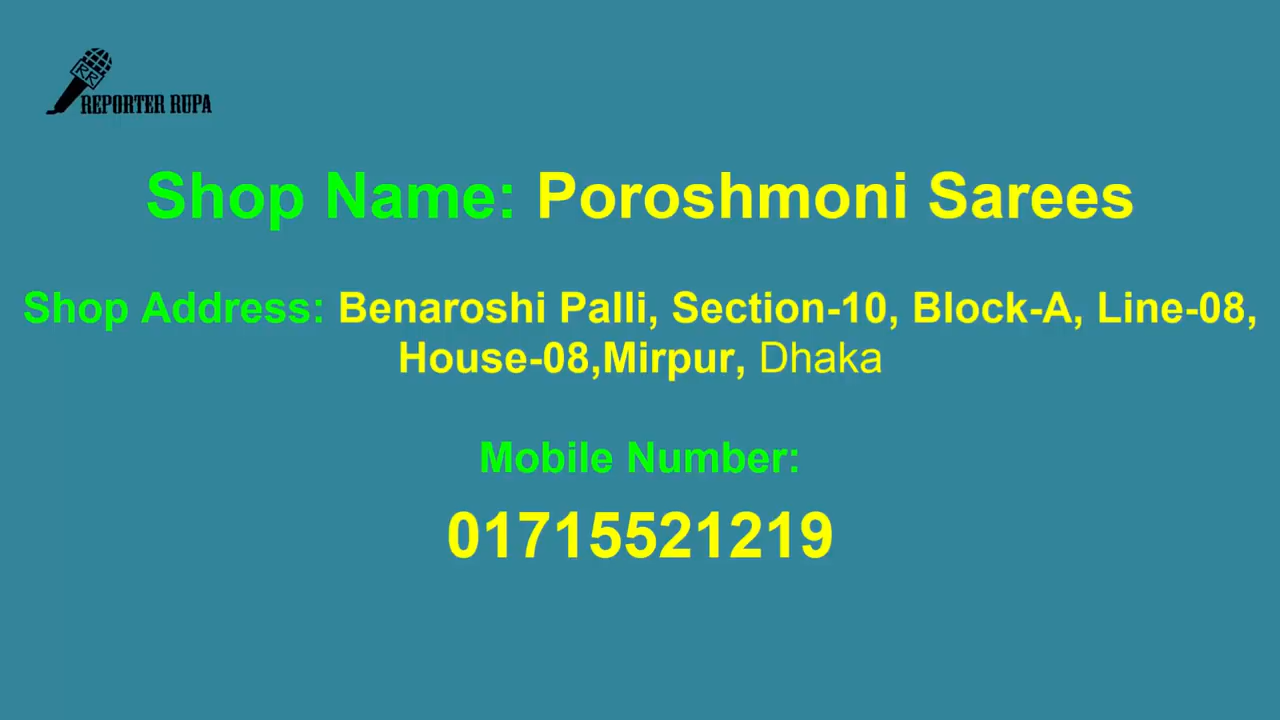 RR
REPORTER RUPA
Shop Name: Poroshmoni Sarees
Shop Address: Benaroshi Palli, Section-10, Block-A, Line-08,
House-08,Mirpur, Dhaka
Mobile Number:
01715521219